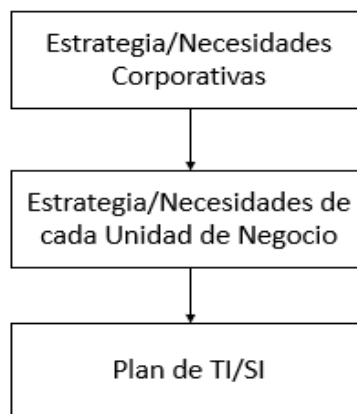 Estrategia/Necesidades
Corporativas
Estrategia/Necesidades de
cada Unidad de Negocio
Plan de TI/SI